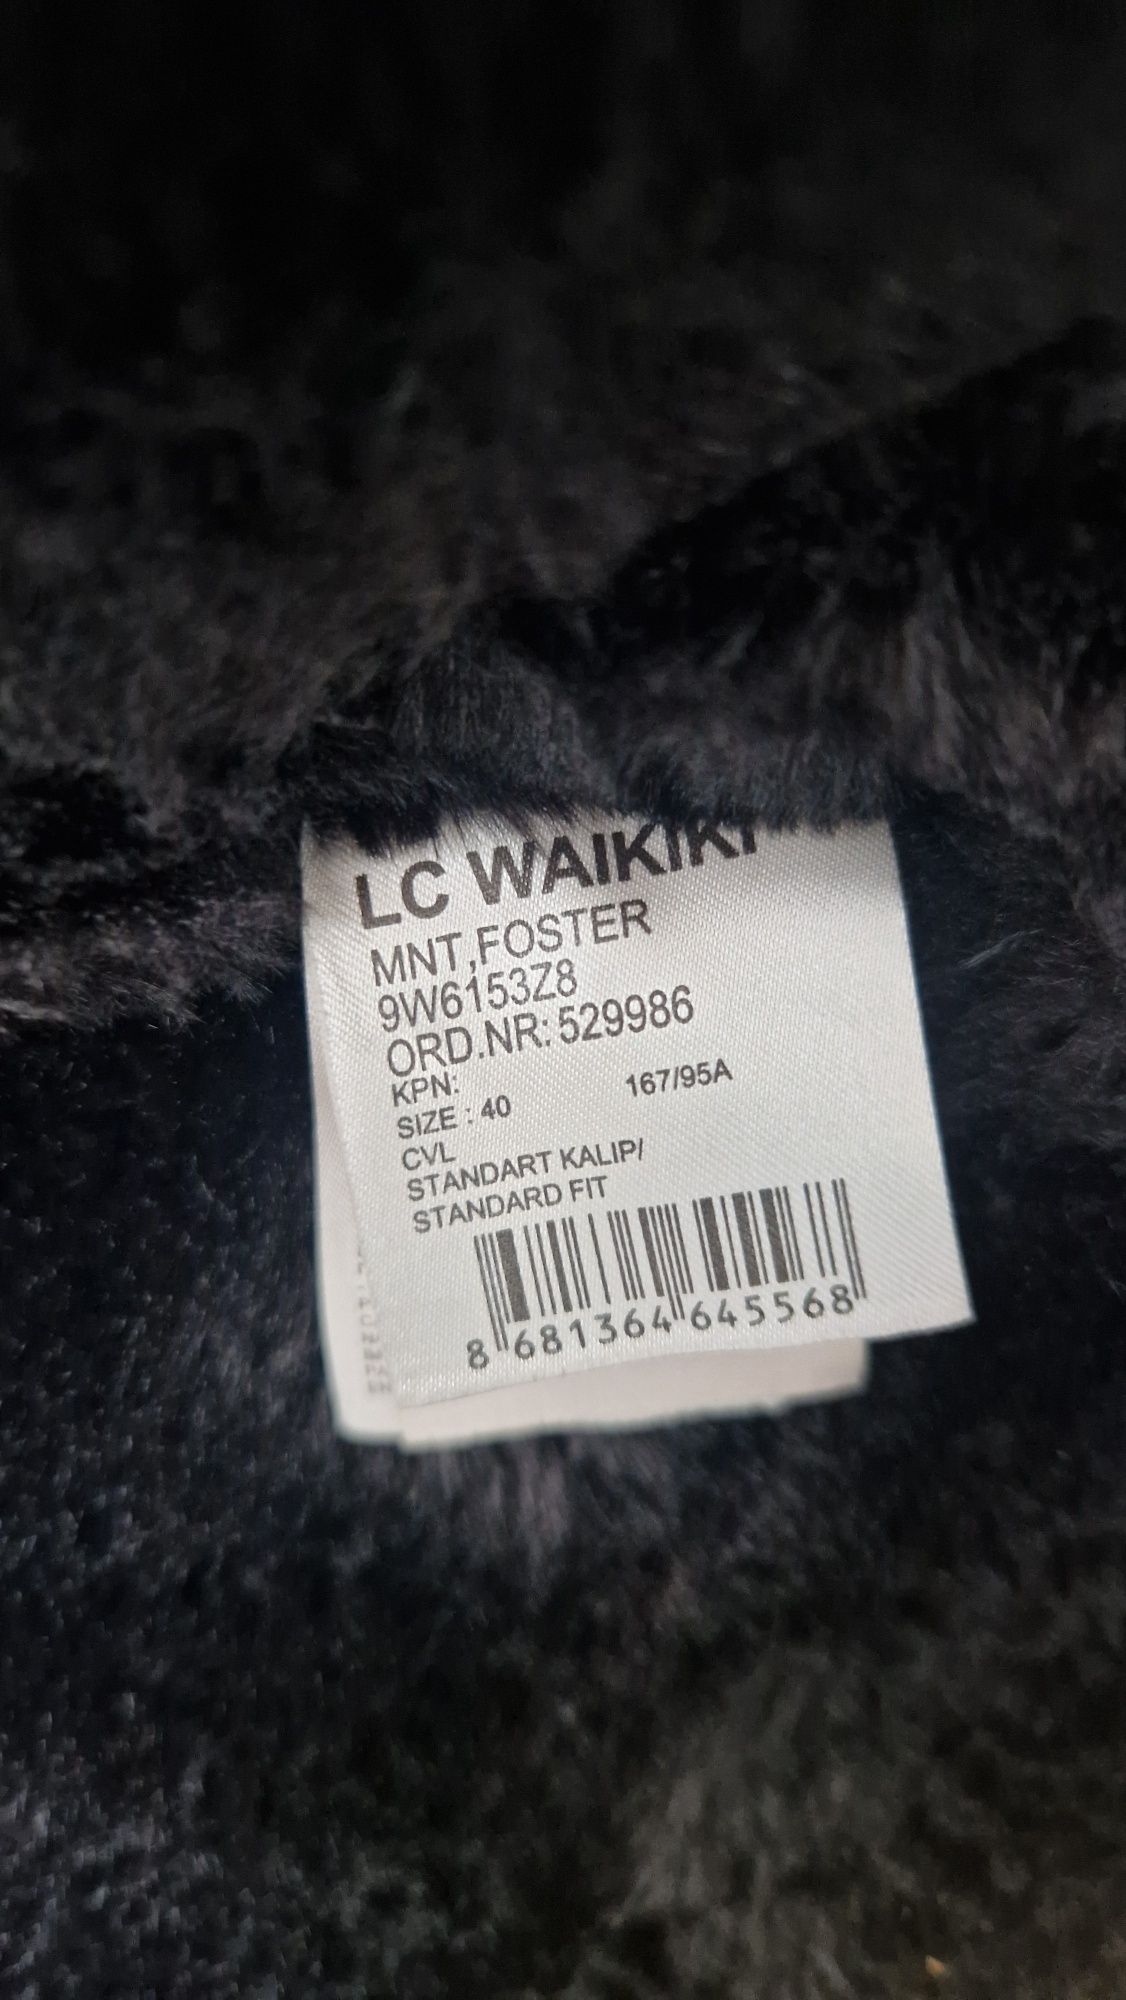 LC WAIKIKI
MNT,FOSTER
9W6153Z8
ORD.NR: 529986
KPN:
SIZE : 40 167/95A
CVL
STANDART KALIP/
STANDARD FIT
8 681364 645568